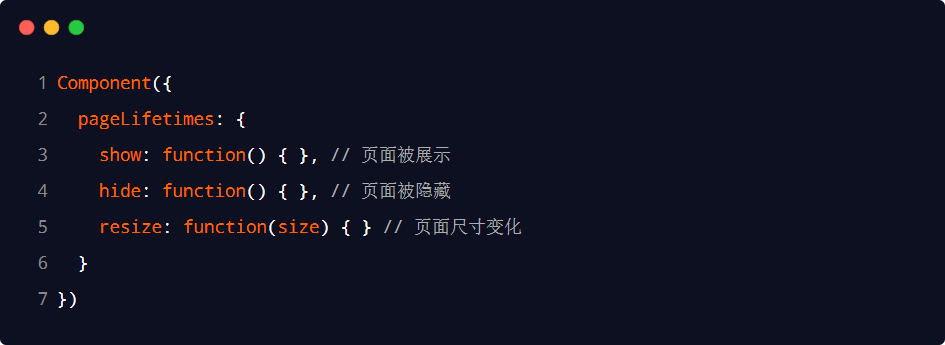 1 Component({
2   pageLifetimes: {
3     show: function() { }, // 页面被展示
4     hide: function() { }, // 页面被隐藏
5     resize: function(size) { } // 页面尺寸变化
6   }
7 })